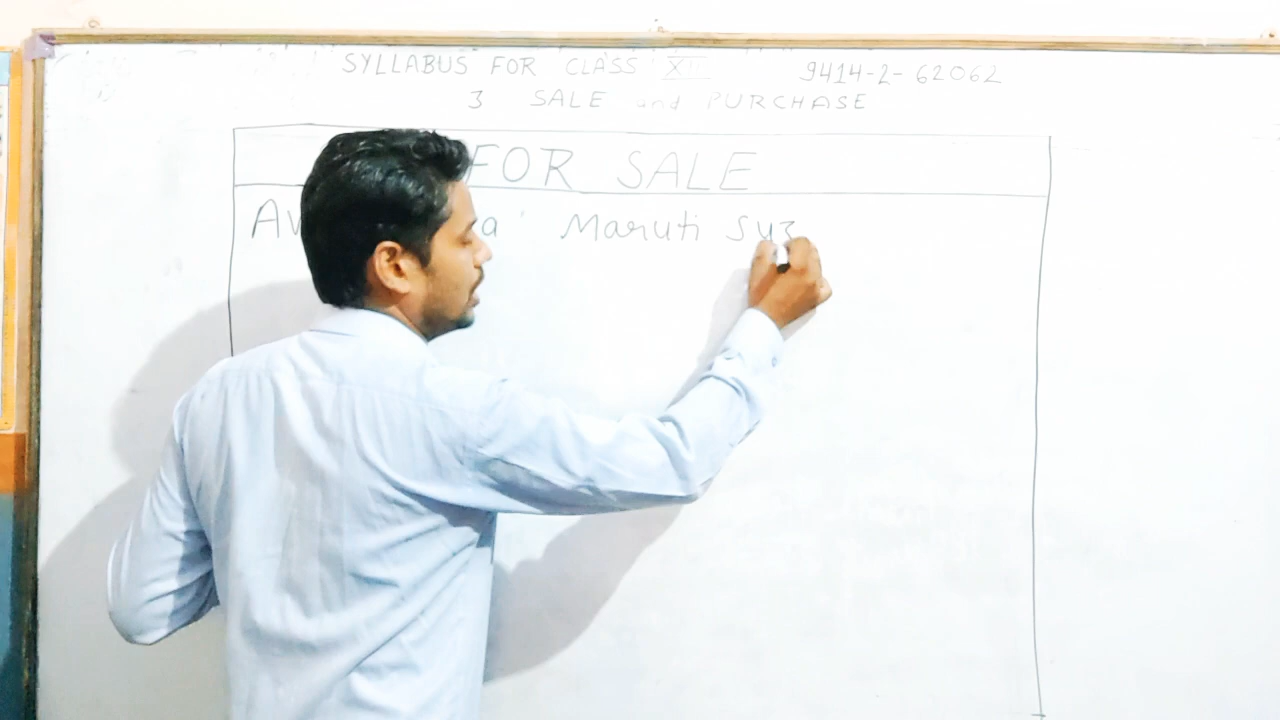 SYLLABUS FOR CLASS XII 9414-2-62062
3 SALE and PURCHASE
FOR SALE
Maruti Suz